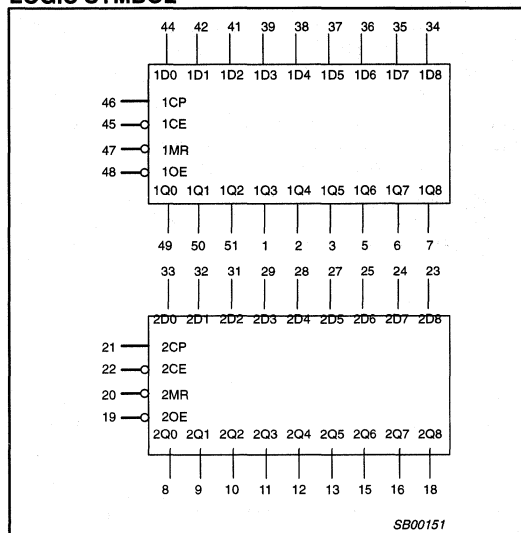 LOGIC SYMBOL
44 42 41 39 38 37 36 35 34
1D0 1D1 1D2 1D3 1D4 1D5 1D6 1D7 1D8
46 1CP
45 1CE
47 1MR
48 1OE
1Q0 1Q1 1Q2 1Q3 1Q4 1Q5 1Q6 1Q7 1Q8
49 50 51 1 2 3 5 6 7
33 32 31 29 28 27 25 24 23
2D0 2D1 2D2 2D3 2D4 2D5 2D6 2D7 2D8
21 2CP
22 2CE
20 2MR
19 2OE
2Q0 2Q1 2Q2 2Q3 2Q4 2Q5 2Q6 2Q7 2Q8
8 9 10 11 12 13 15 16 18
SB00151